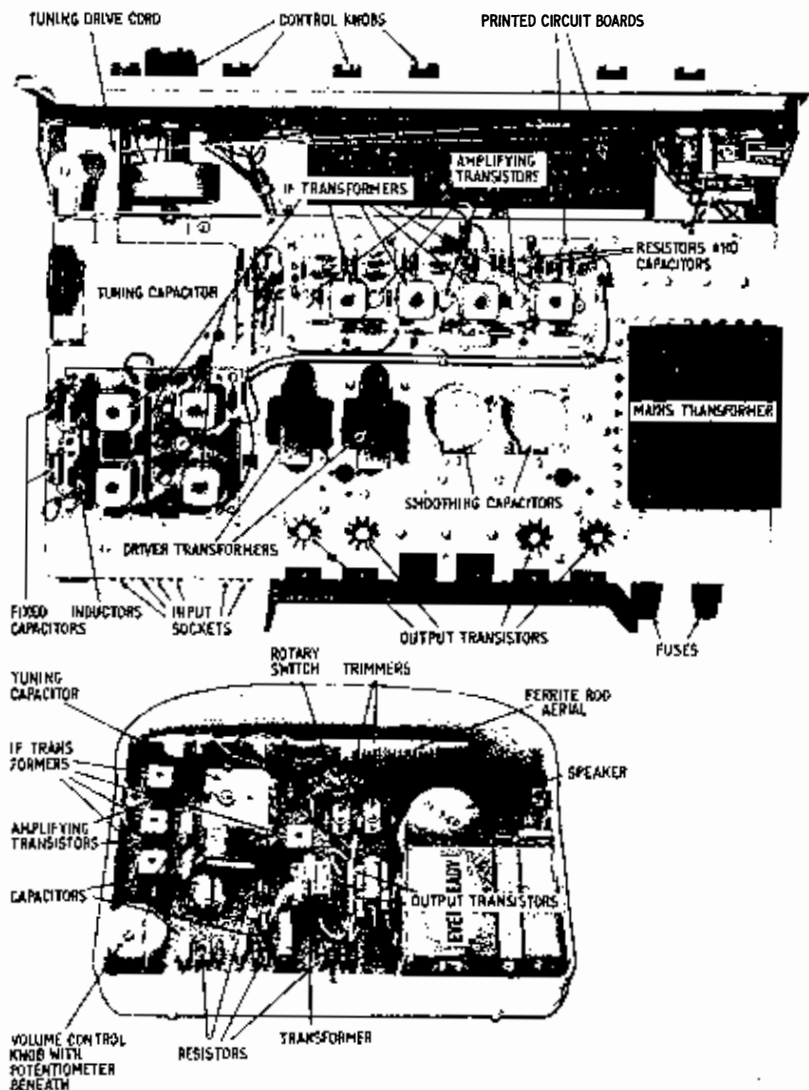 TUNING DRIVE CORD
CONTROL KNOBS
PRINTED CIRCUIT BOARDS
IF TRANSFORMERS
AMPLIFYING
TRANSISTORS
RESISTORS AND
CAPACITORS
TUNING CAPACITOR
MAINS TRANSFORMER
SMOOTHING CAPACITORS
DRIVER TRANSFORMERS
FIXED
CAPACITORS
INDUCTORS
INPUT
SOCKETS
OUTPUT TRANSISTORS
FUSES
ROTARY
SWITCH
TRIMMERS
TUNING
CAPACITOR
FERRITE ROD
AERIAL
IF TRANS
FORMERS
SPEAKER
AMPLIFYING
TRANSISTORS
CAPACITORS
OUTPUT TRANSISTORS
EVEREADY
VOLUME CONTROL
KNOB WITH
POTENTIOMETER
BENEATH
RESISTORS
TRANSFORMER